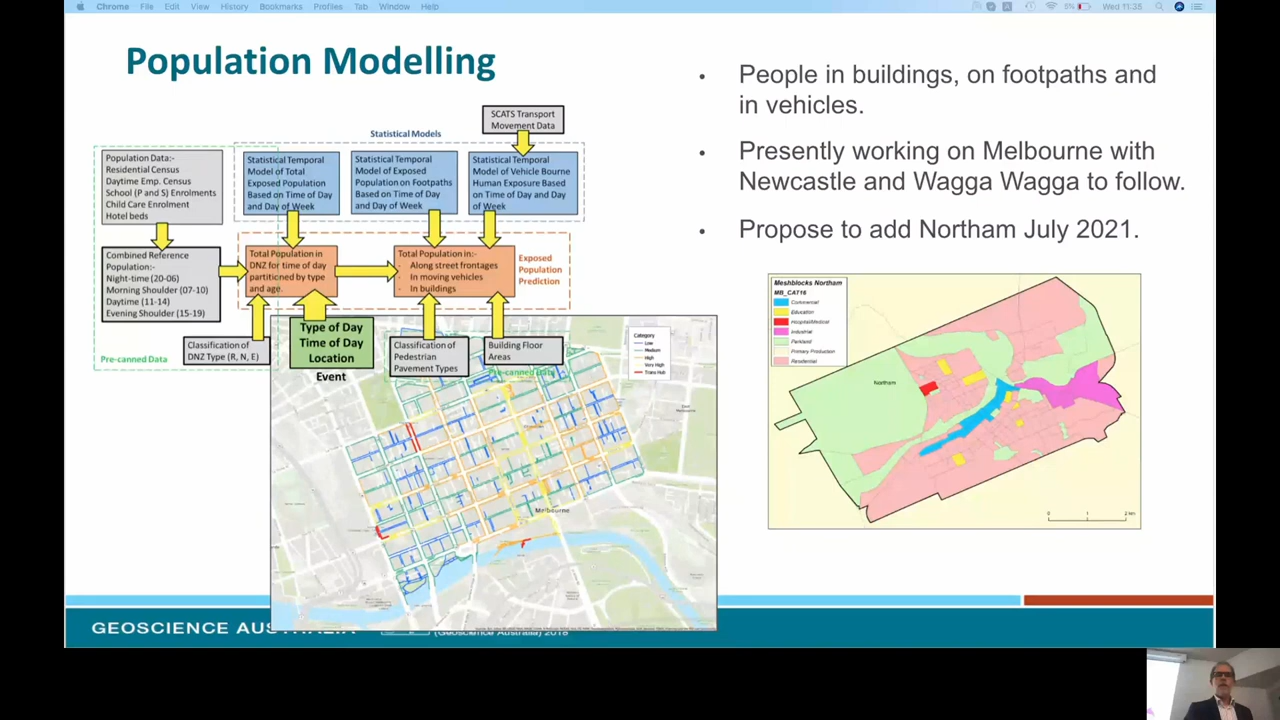 Chrome File Edit View History Bookmarks Profiles Tab Window Help
5% Wed 11:35
Population Modelling
SCATS Transport
Movement Data
Statistical Models
Population Data:-
Residential Census
Daytime Emp. Census
School (P and S) Enrolments
Child Care Enrolment
Hotel beds
Statistical Temporal
Model of Total
Exposed Population
Based on Time of Day
and Day of Week
Statistical Temporal
Model of Exposed
Population on Footpaths
Based on Time of Day
and Day of Week
Statistical Temporal
Model of Vehicle Bourne
Human Exposure Based
on Time of Day and Day
of Week
Combined Reference
Population:-
Night-time (20-06)
Morning Shoulder (07-10)
Daytime (11-14)
Evening Shoulder (15-19)
Total Population in
DNZ for time of day
partitioned by type
and age.
Total Population in:-
- Along street frontages
- In moving vehicles
- In buildings
Exposed
Population
Prediction
Pre-canned Data
Classification of
DNZ Type (R, N, E)
Type of Day
Time of Day
Location
Event
Classification of
Pedestrian
Pavement Types
Building Floor
Areas
Pre-canned Data
Category
Low
Medium
High
Very High
Trans Hub
Melbourne
• People in buildings, on footpaths and
in vehicles.
• Presently working on Melbourne with
Newcastle and Wagga Wagga to follow.
• Propose to add Northam July 2021.
Meshblocks Northam
MB_CAT16
Commercial
Education
Hospital/Medical
Industrial
Parkland
Primary Production
Residential
Northam
0 1 2 km
GEOSCIENCE AUSTRALIA
(Geoscience Australia) 2018